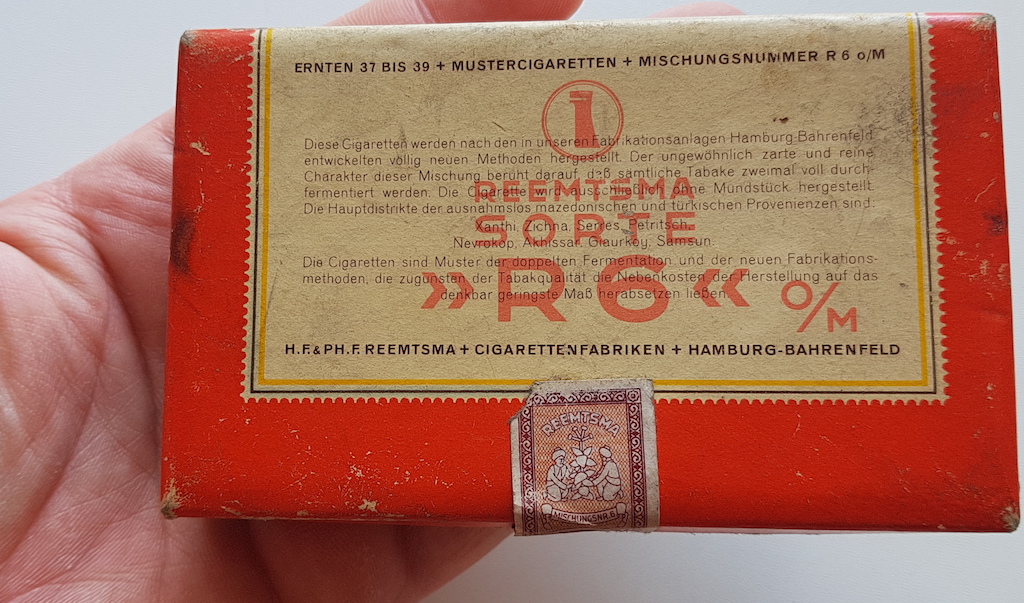 ERNTEN 37 BIS 39 + MUSTERCIGARETTEN + MISCHUNGSNUMMER R 6 o/M
Diese Cigaretten werden nach den in unseren Fabrikationsanlagen Hamburg-Bahrenfeld
entwickelten völlig neuen Methoden hergestellt. Der ungewöhnlich zarte und reine
Charakter dieser Mischung beruht darauf, daß sämtliche Tabake zweimal voll durch-
fermentiert werden. Die Cigarette wird ausschließlich ohne Mundstück hergestellt.
Die Hauptdistrikte der ausnahmslos mazedonischen und türkischen Provenienzen sind:
Xanthi, Zichna, Serres, Petritsch,
Nevrokop, Akhissar, Giaurkoy, Samsun.
Die Cigaretten sind Muster der doppelten Fermentation und der neuen Fabrikations-
methoden, die zugunsten der Tabakqualität die Nebenkosten der Herstellung auf das
denkbar geringste Maß herabsetzen ließen.
REEMTSMA
SORTE
»R6«
O/M
H.F.&PH.F.REEMTSMA + CIGARETTENFABRIKEN + HAMBURG-BAHRENFELD
REEMTSMA
MISCHUNGSNR.6